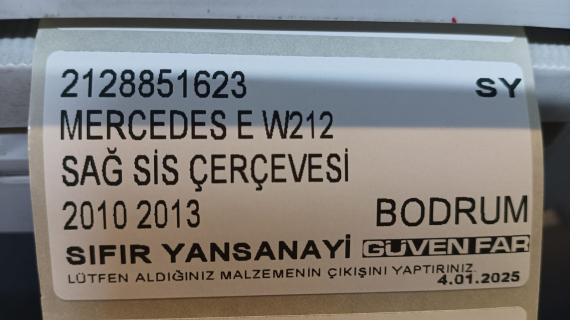 2128851623 SY
MERCEDES E W212
SAĞ SİS ÇERÇEVESİ
2010 2013 BODRUM
SIFIR YANSANAYİ GÜVEN FAR
LÜTFEN ALDIĞINIZ MALZEMENİN ÇIKIŞINI YAPTIRINIZ.
4.01.2025